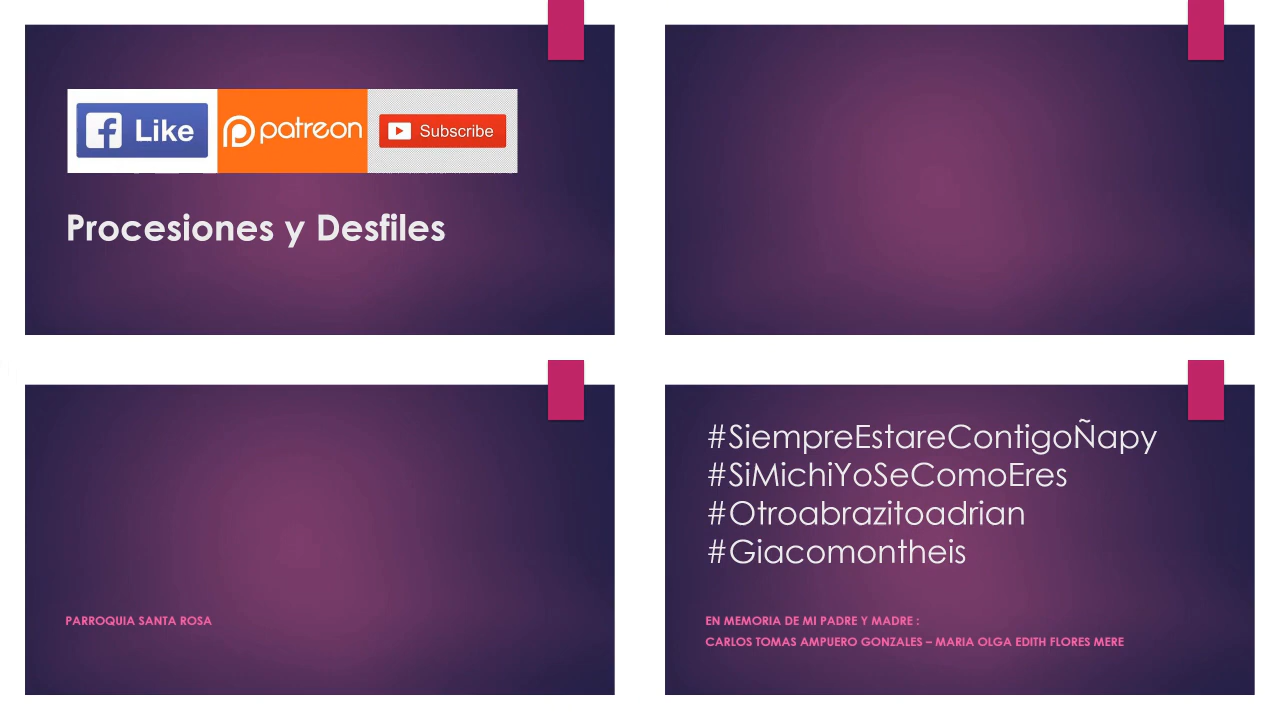 Like
patreon
Subscribe
Procesiones y Desfiles
PARROQUIA SANTA ROSA
#SiempreEstareContigoÑapy
#SiMichiYoSeComoEres
#Otroabrazitoadrian
#Giacomontheis
EN MEMORIA DE MI PADRE Y MADRE :
CARLOS TOMAS AMPUERO GONZALES – MARIA OLGA EDITH FLORES MERE